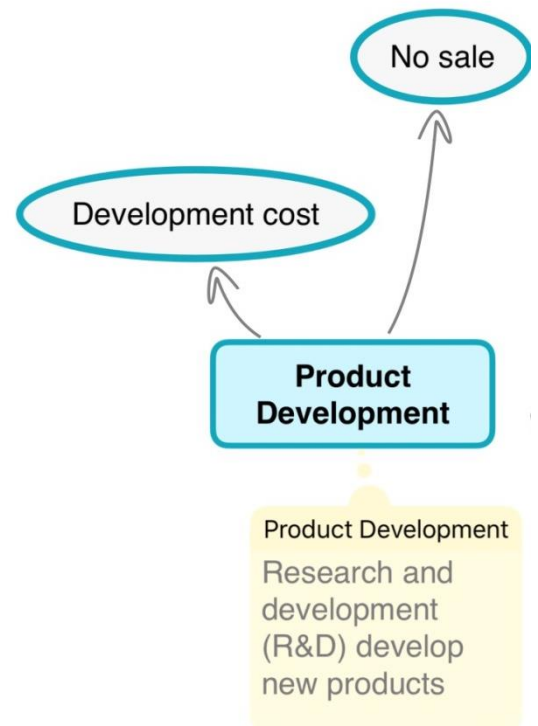 No sale
Development cost
Product
Development
Product Development
Research and
development
(R&D) develop
new products